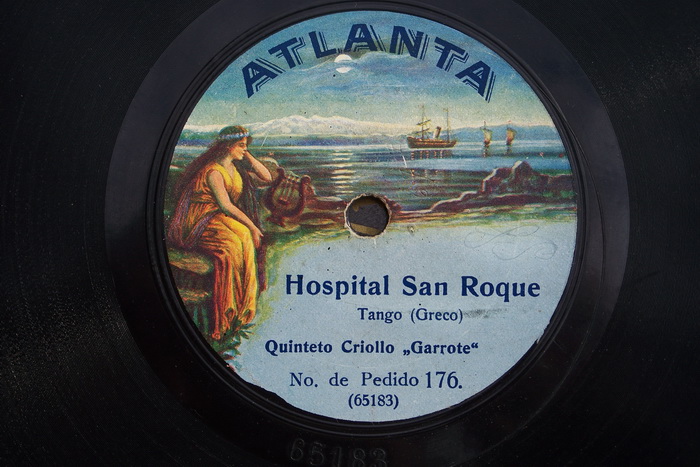 ATLANTA
Hospital San Roque
Tango (Greco)
Quinteto Criollo „Garrote“
No. de Pedido 176.
(65183)
65183